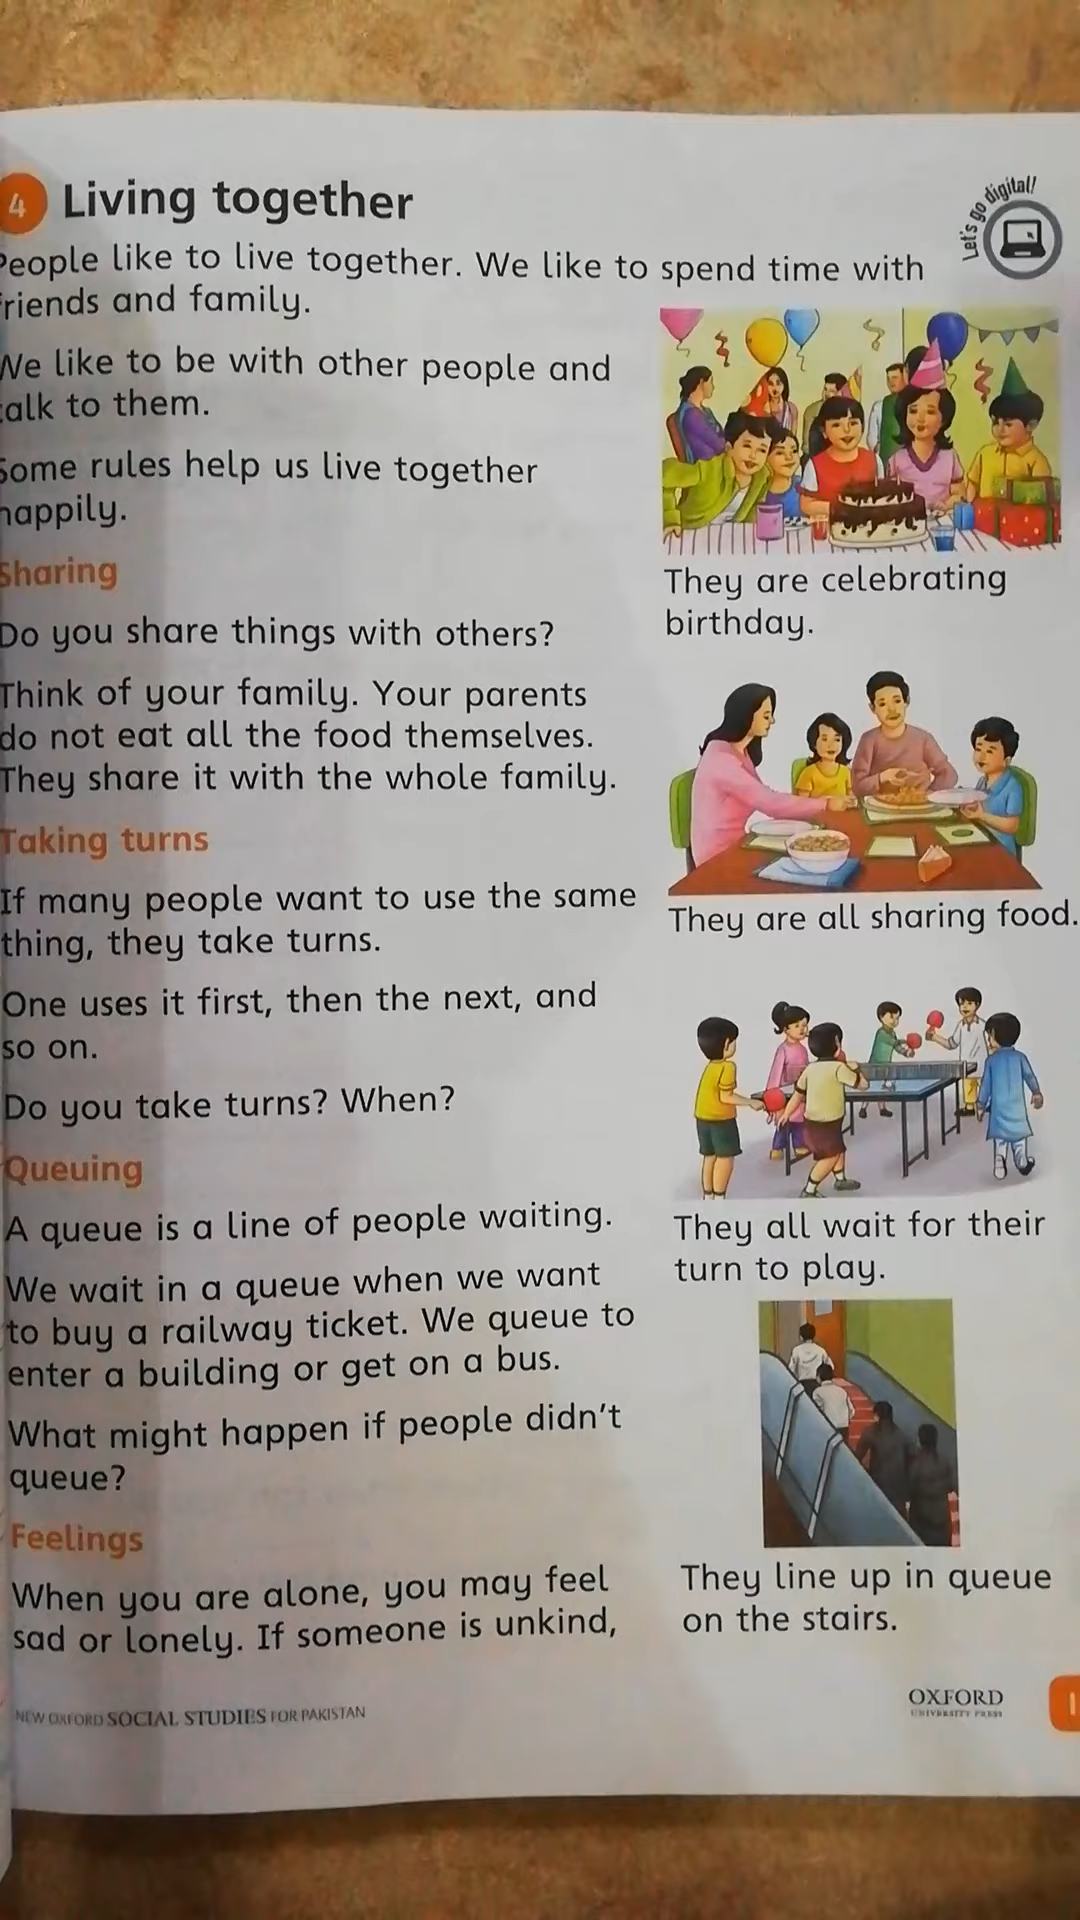 4 Living together
Let's go digital!
People like to live together. We like to spend time with
friends and family.
We like to be with other people and
talk to them.
Some rules help us live together
happily.
They are celebrating
birthday.
Sharing
Do you share things with others?
Think of your family. Your parents
do not eat all the food themselves.
They share it with the whole family.
They are all sharing food.
Taking turns
If many people want to use the same
thing, they take turns.
One uses it first, then the next, and
so on.
Do you take turns? When?
They all wait for their
turn to play.
Queuing
A queue is a line of people waiting.
We wait in a queue when we want
to buy a railway ticket. We queue to
enter a building or get on a bus.
What might happen if people didn't
queue?
They line up in queue
on the stairs.
Feelings
When you are alone, you may feel
sad or lonely. If someone is unkind,
NEW OXFORD SOCIAL STUDIES FOR PAKISTAN
OXFORD
UNIVERSITY PRESS